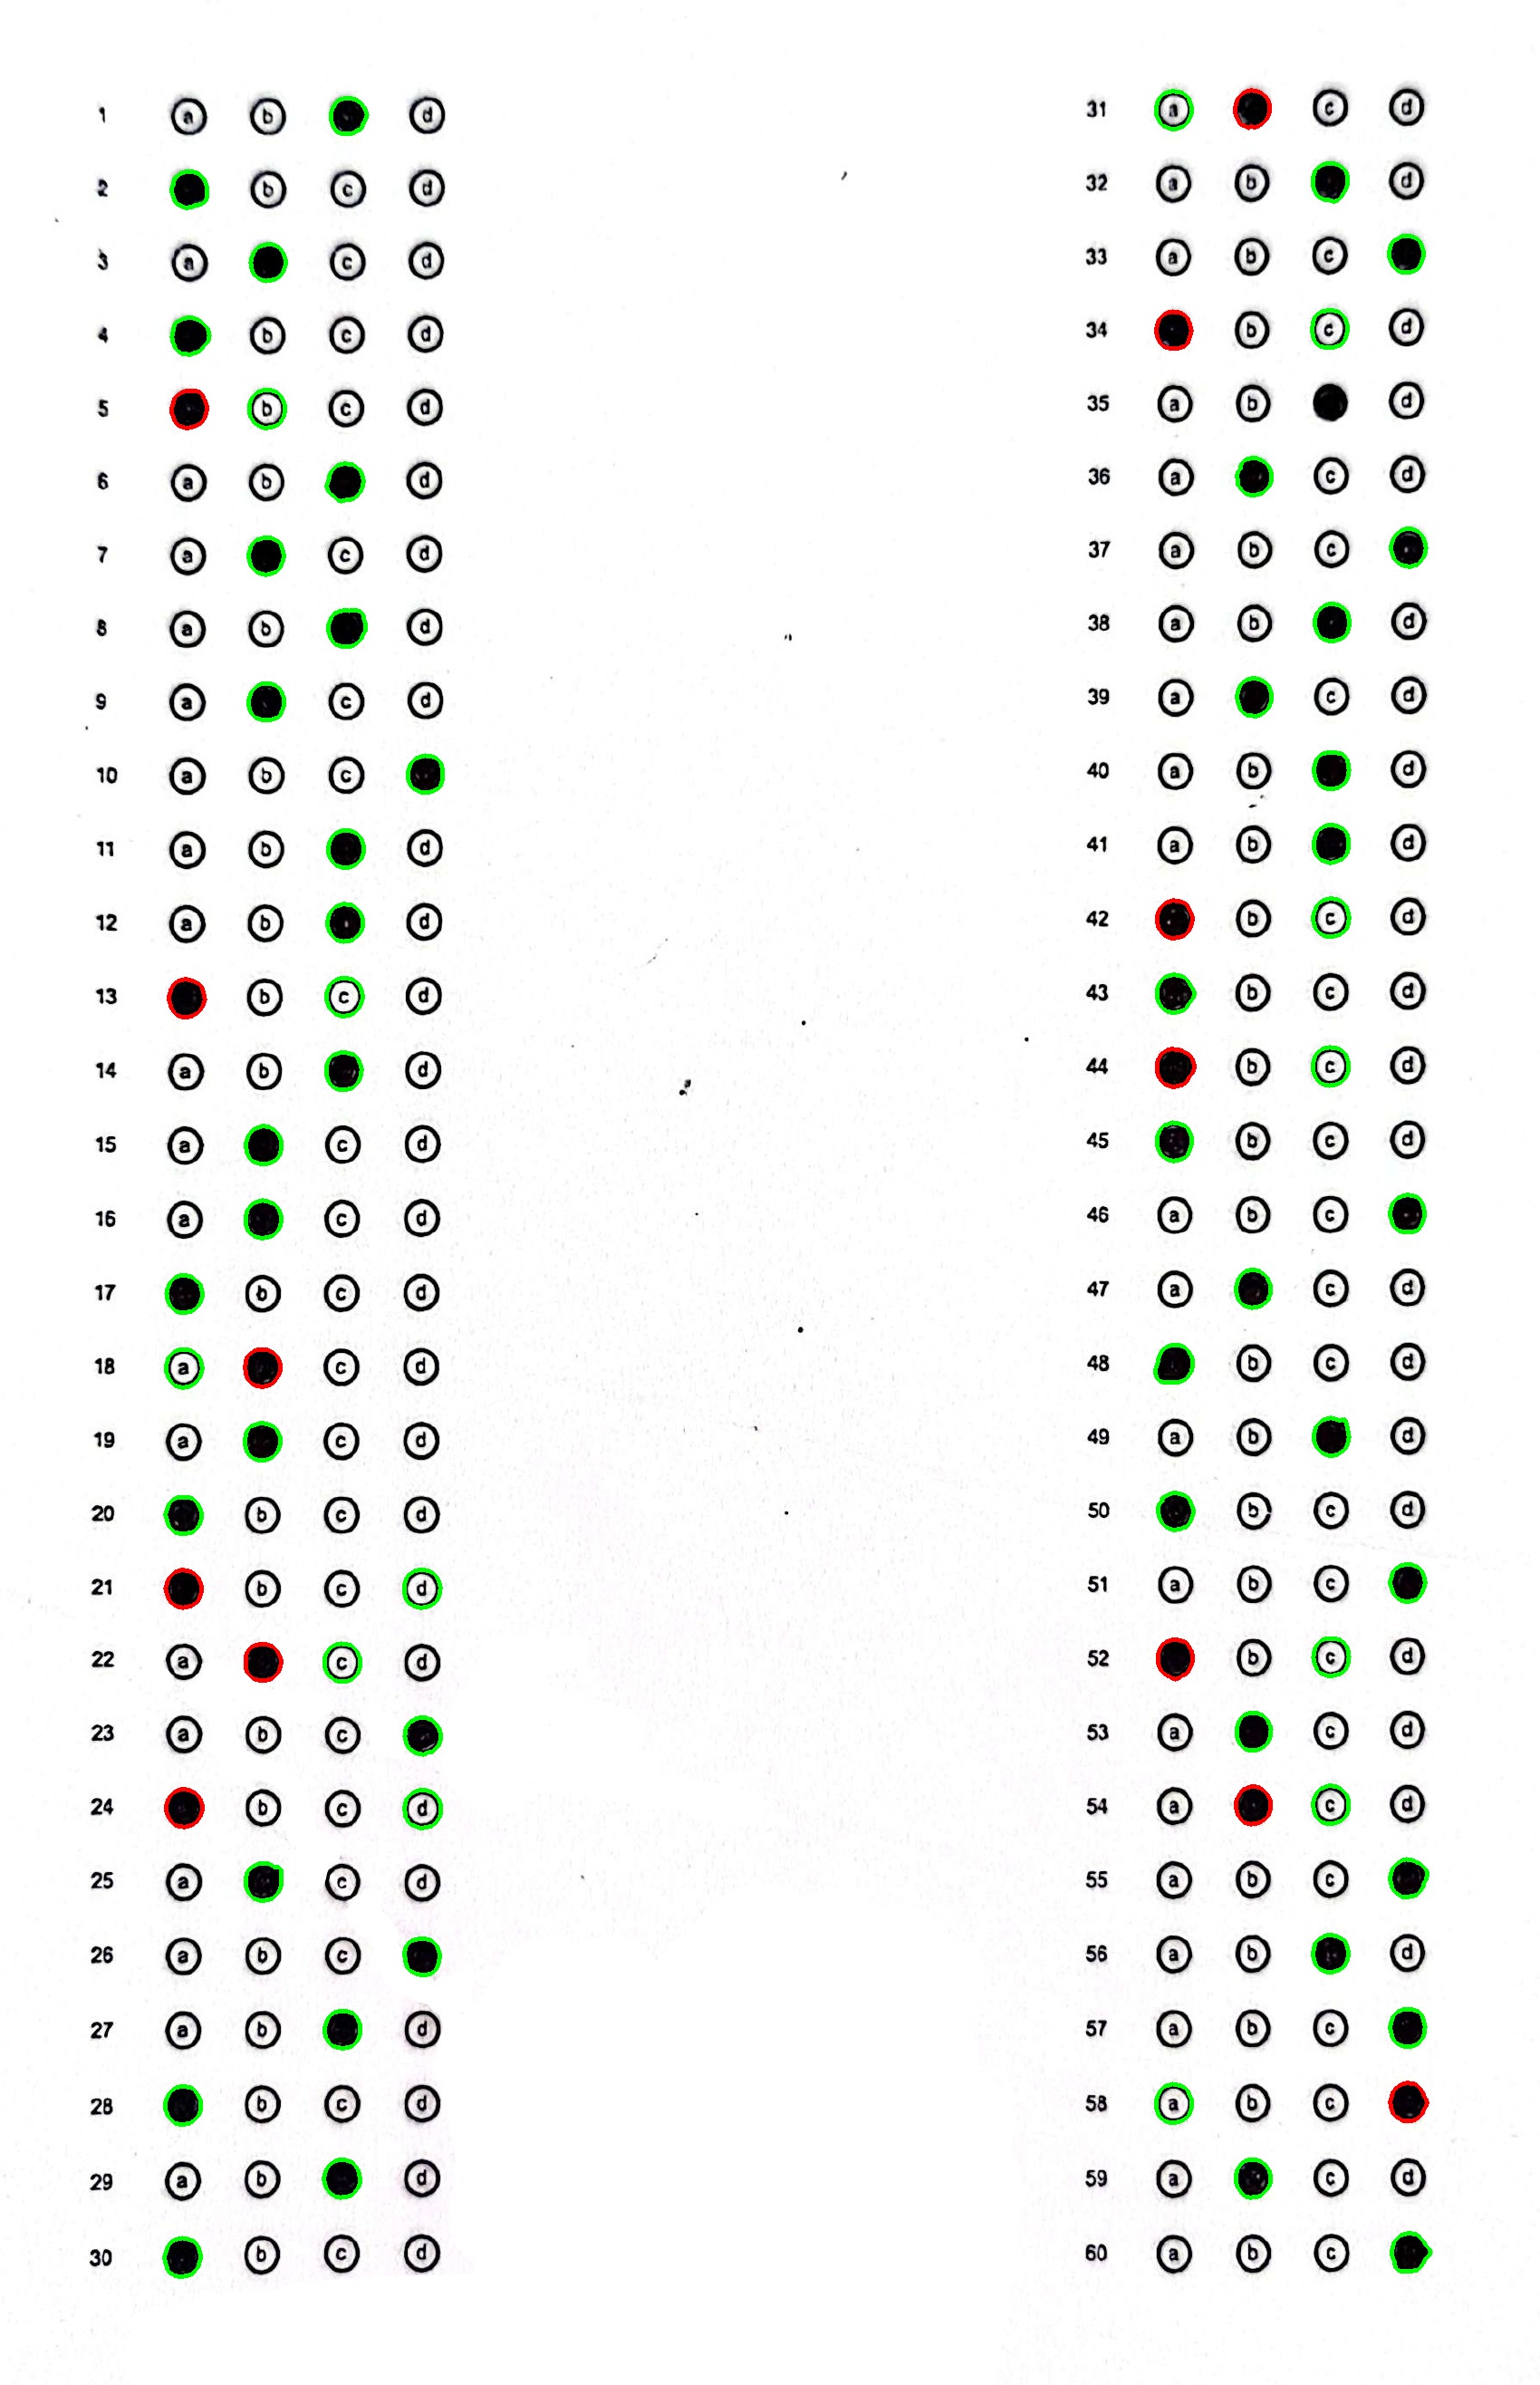 1 a b d
2 b c d
3 a c d
4 b c d
5 b c d
6 a b d
7 a c d
8 a b d
9 a c d
10 a b c
11 a b d
12 a b d
13 b c d
14 a b d
15 a c d
16 a c d
17 b c d
18 a c d
19 a c d
20 b c d
21 b c d
22 a c d
23 a b c
24 b c d
25 a c d
26 a b c
27 a b d
28 b c d
29 a b d
30 b c d
31 a c d
32 a b d
33 a b c
34 b c d
35 a b d
36 a c d
37 a b c
38 a b d
39 a c d
40 a b d
41 a b d
42 b c d
43 b c d
44 b c d
45 b c d
46 a b c
47 a c d
48 b c d
49 a b d
50 b c d
51 a b c
52 b c d
53 a c d
54 a c d
55 a b c
56 a b d
57 a b c
58 a b c
59 a c d
60 a b c